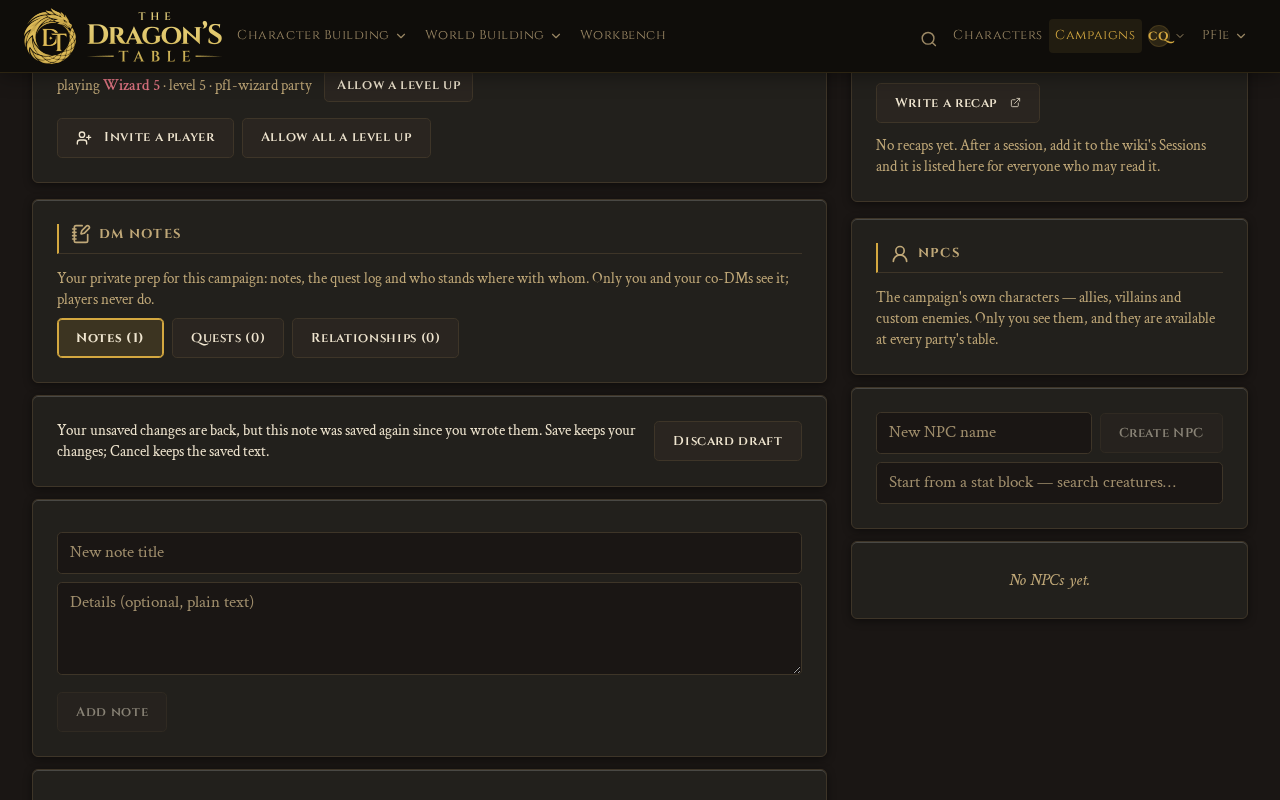 THE
DRAGON'S
TABLE
CHARACTER BUILDING
WORLD BUILDING
WORKBENCH
CHARACTERS
CAMPAIGNS
CQ
PF1E
playing Wizard 5 · level 5 · pf1-wizard party
ALLOW A LEVEL UP
INVITE A PLAYER
ALLOW ALL A LEVEL UP
DM NOTES
Your private prep for this campaign: notes, the quest log and who stands where with whom. Only you and your co-DMs see it;
players never do.
NOTES (1)
QUESTS (0)
RELATIONSHIPS (0)
Your unsaved changes are back, but this note was saved again since you wrote them. Save keeps your
changes; Cancel keeps the saved text.
DISCARD DRAFT
New note title
Details (optional, plain text)
ADD NOTE
WRITE A RECAP
No recaps yet. After a session, add it to the wiki's Sessions
and it is listed here for everyone who may read it.
NPCS
The campaign's own characters — allies, villains and
custom enemies. Only you see them, and they are available
at every party's table.
New NPC name
CREATE NPC
Start from a stat block — search creatures…
No NPCs yet.